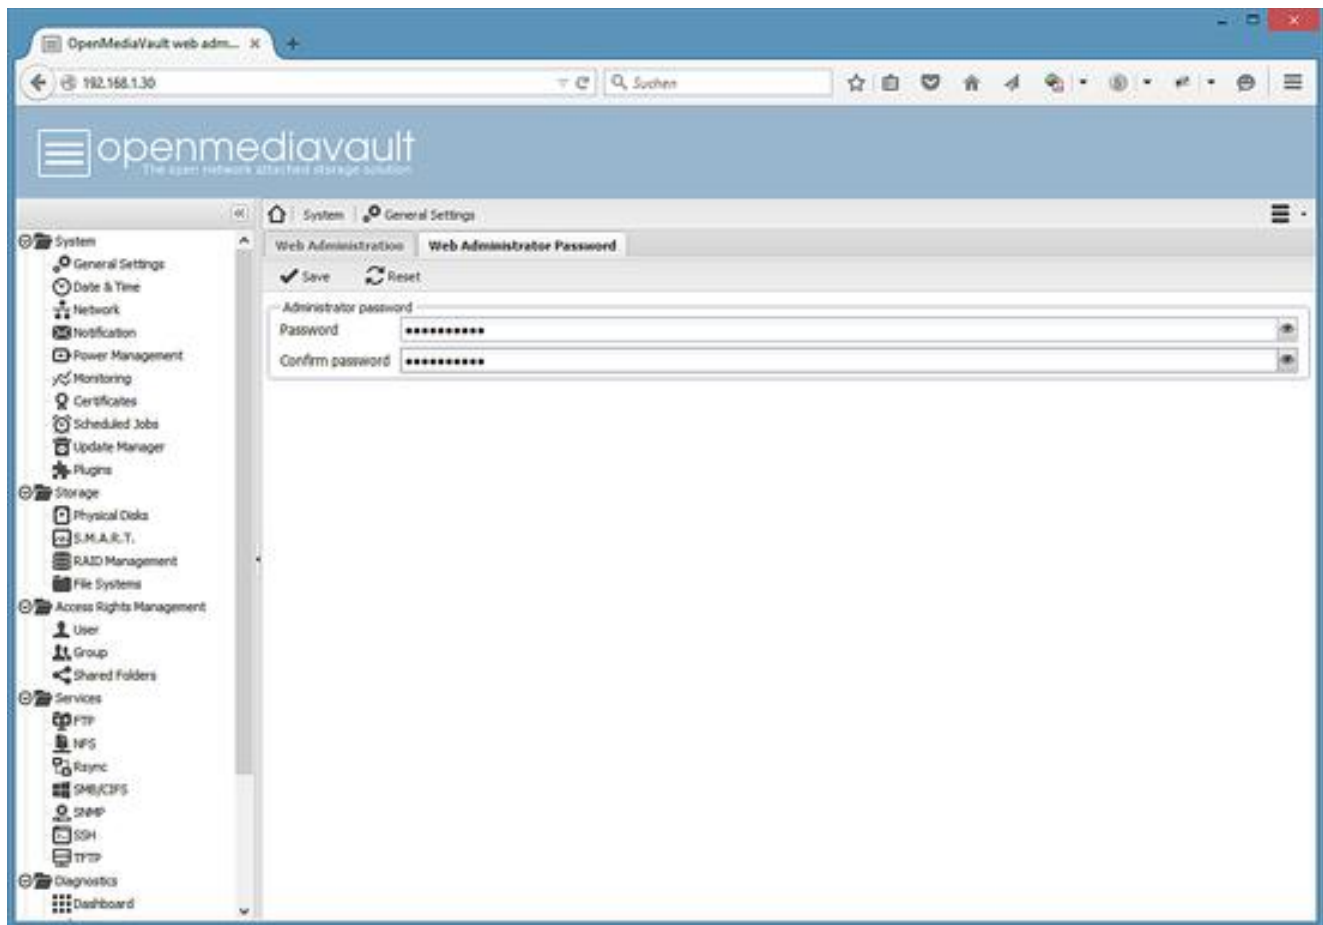 OpenMediaVault web adm...
192.168.1.30
Suchen
openmediavault
The open network attached storage solution
System General Settings
Web Administration Web Administrator Password
Save Reset
Administrator password
Password ••••••••••
Confirm password ••••••••••
System
General Settings
Date & Time
Network
Notification
Power Management
Monitoring
Certificates
Scheduled Jobs
Update Manager
Plugins
Storage
Physical Disks
S.M.A.R.T.
RAID Management
File Systems
Access Rights Management
User
Group
Shared Folders
Services
FTP
NFS
Rsync
SMB/CIFS
SNMP
SSH
TFTP
Diagnostics
Dashboard